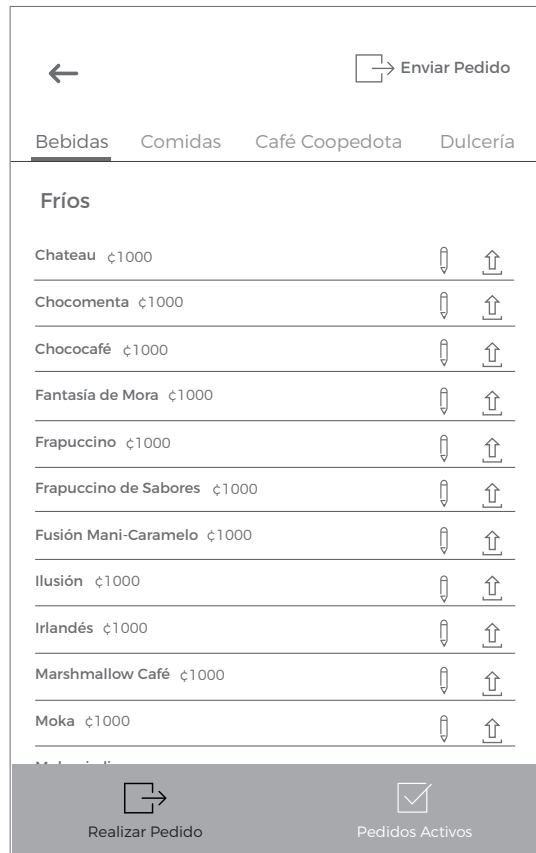 Enviar Pedido
Bebidas Comidas Café Coopedota Dulcería
Fríos
Chateau ¢1000
Chocomenta ¢1000
Chococafé ¢1000
Fantasía de Mora ¢1000
Frapuccino ¢1000
Frapuccino de Sabores ¢1000
Fusión Mani-Caramelo ¢1000
Ilusión ¢1000
Irlandés ¢1000
Marshmallow Café ¢1000
Moka ¢1000
Realizar Pedido Pedidos Activos